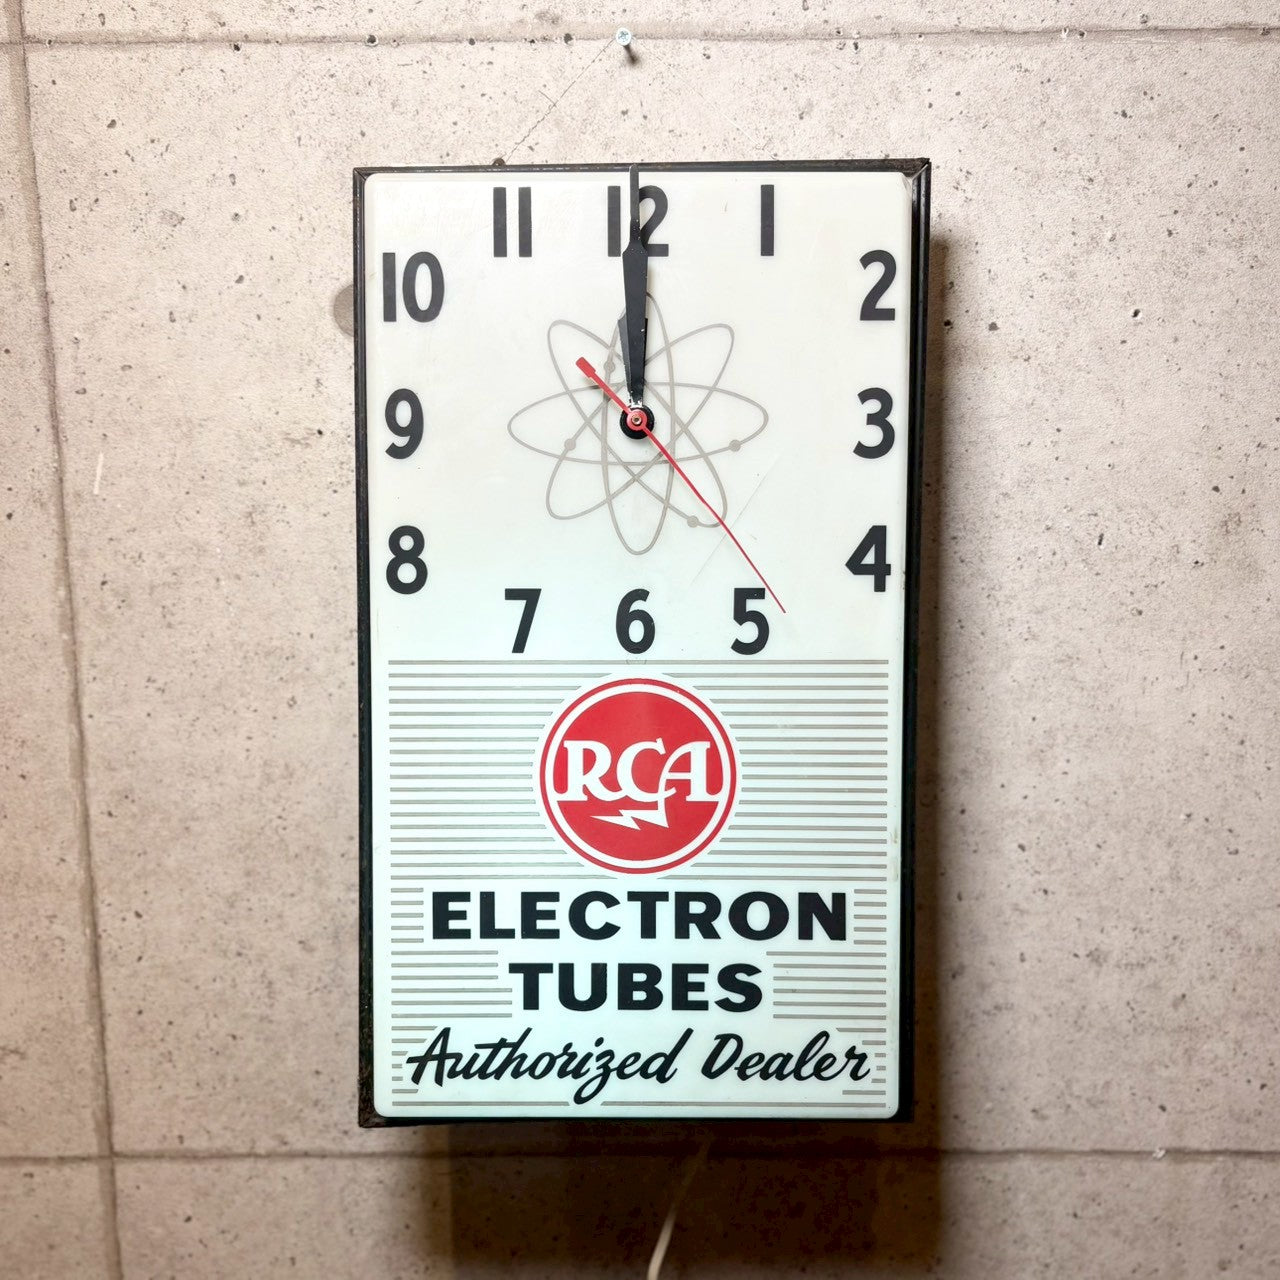 11 12 1
10 2
9 3
8 4
7 6 5
RCA
ELECTRON
TUBES
Authorized Dealer